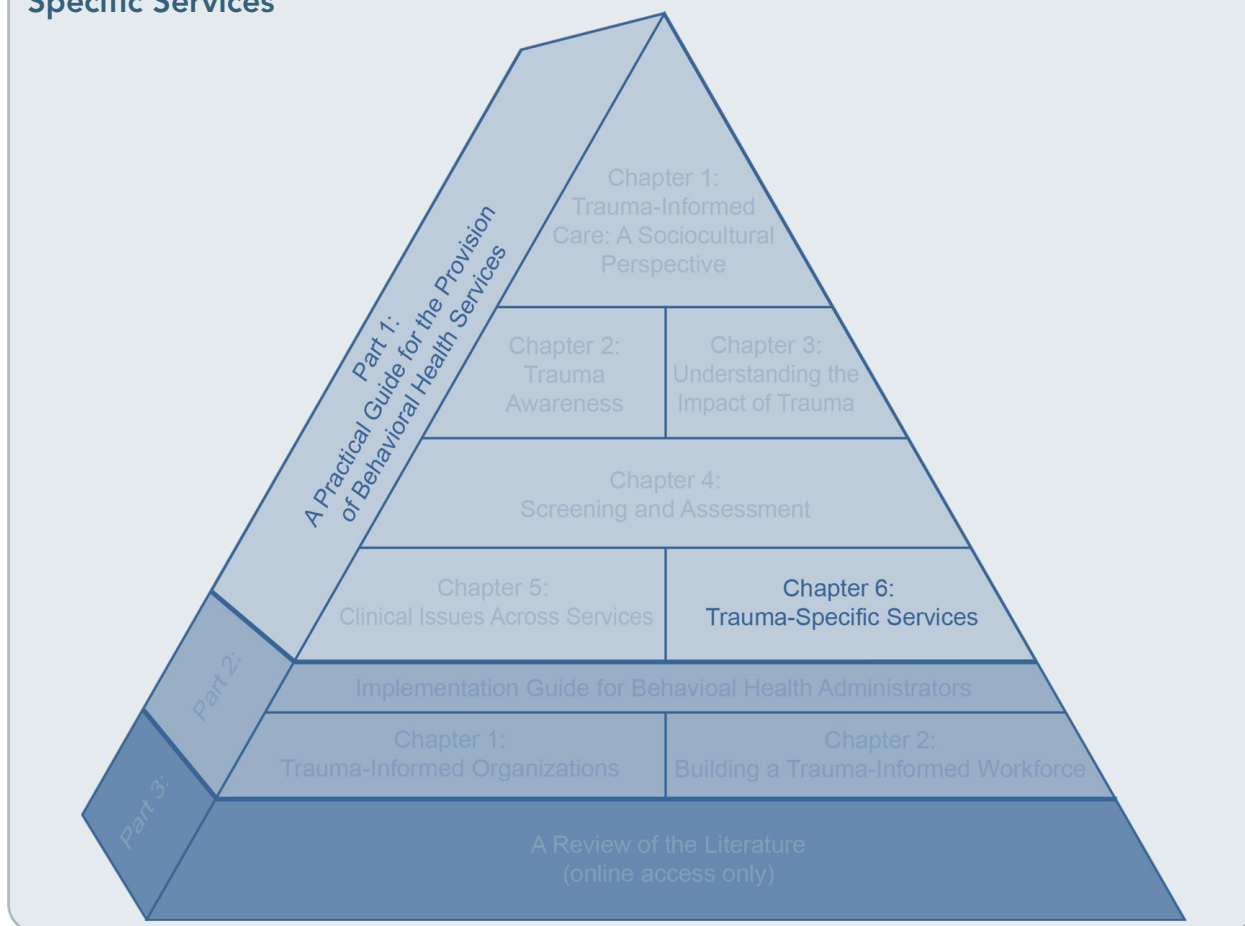 Specific Services
Part 1:
A Practical Guide for the Provision
of Behavioral Health Services
Chapter 1:
Trauma-Informed
Care: A Sociocultural
Perspective
Chapter 2:
Trauma
Awareness
Chapter 3:
Understanding the
Impact of Trauma
Chapter 4:
Screening and Assessment
Chapter 5:
Clinical Issues Across Services
Chapter 6:
Trauma-Specific Services
Part 2:
Implementation Guide for Behavioal Health Administrators
Chapter 1:
Trauma-Informed Organizations
Chapter 2:
Building a Trauma-Informed Workforce
Part 3:
A Review of the Literature
(online access only)